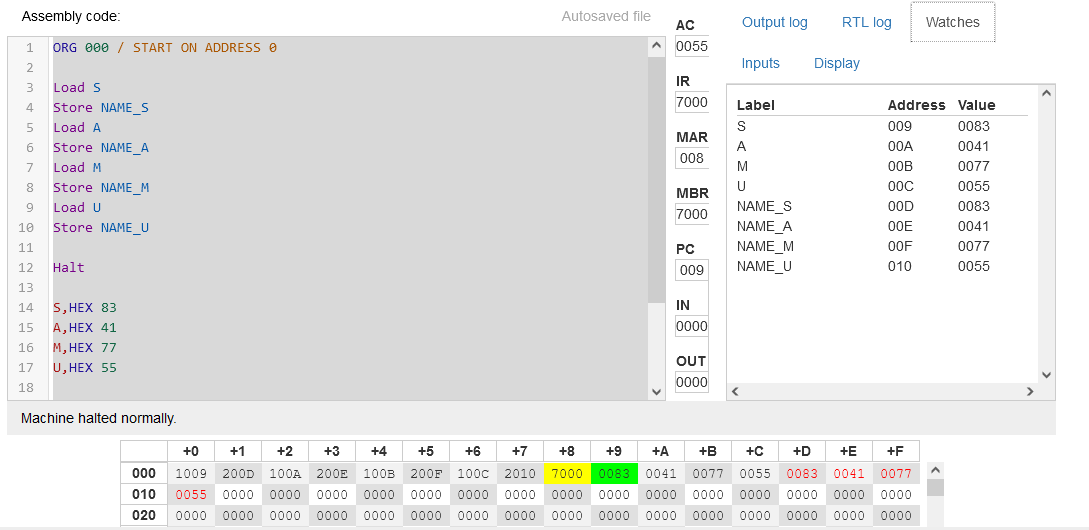 Assembly code:
Autosaved file
1 ORG 000 / START ON ADDRESS 0
2
3 Load S
4 Store NAME_S
5 Load A
6 Store NAME_A
7 Load M
8 Store NAME_M
9 Load U
10 Store NAME_U
11
12 Halt
13
14 S,HEX 83
15 A,HEX 41
16 M,HEX 77
17 U,HEX 55
18
AC
0055
IR
7000
MAR
008
MBR
7000
PC
009
IN
0000
OUT
0000
Output log RTL log Watches
Inputs Display
Label Address Value
S 009 0083
A 00A 0041
M 00B 0077
U 00C 0055
NAME_S 00D 0083
NAME_A 00E 0041
NAME_M 00F 0077
NAME_U 010 0055
Machine halted normally.
+0 +1 +2 +3 +4 +5 +6 +7 +8 +9 +A +B +C +D +E +F
000 1009 200D 100A 200E 100B 200F 100C 2010 7000 0083 0041 0077 0055 0083 0041 0077
010 0055 0000 0000 0000 0000 0000 0000 0000 0000 0000 0000 0000 0000 0000 0000 0000
020 0000 0000 0000 0000 0000 0000 0000 0000 0000 0000 0000 0000 0000 0000 0000 0000